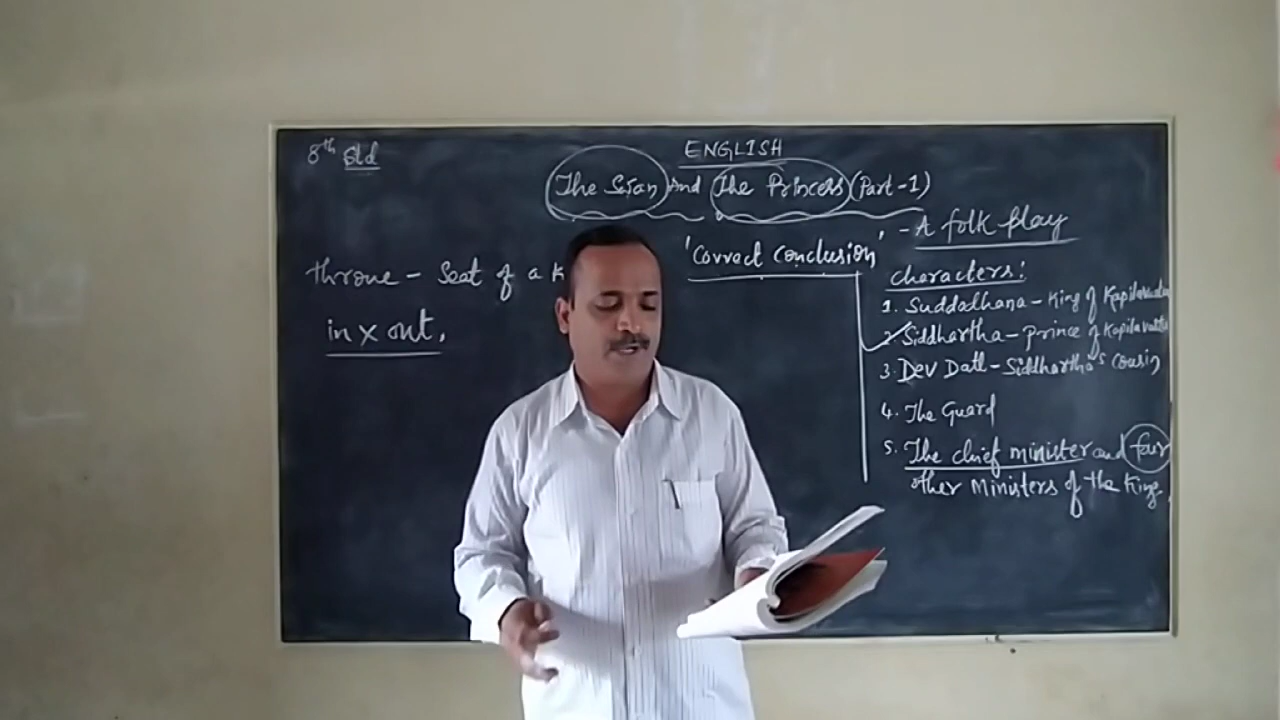 8th Std
ENGLISH
The Swan And The Princess (Part-1)
- A folk play
'Correct conclusion'
throne - Seat of a K
in x out.
Characters:
1. Suddadhana - King of Kapilavastu
2. Siddhartha - Prince of Kapilavastu
3. Dev Datt - Siddhartha's Cousin
4. The Guard
5. The chief minister and four
other Ministers of the King.